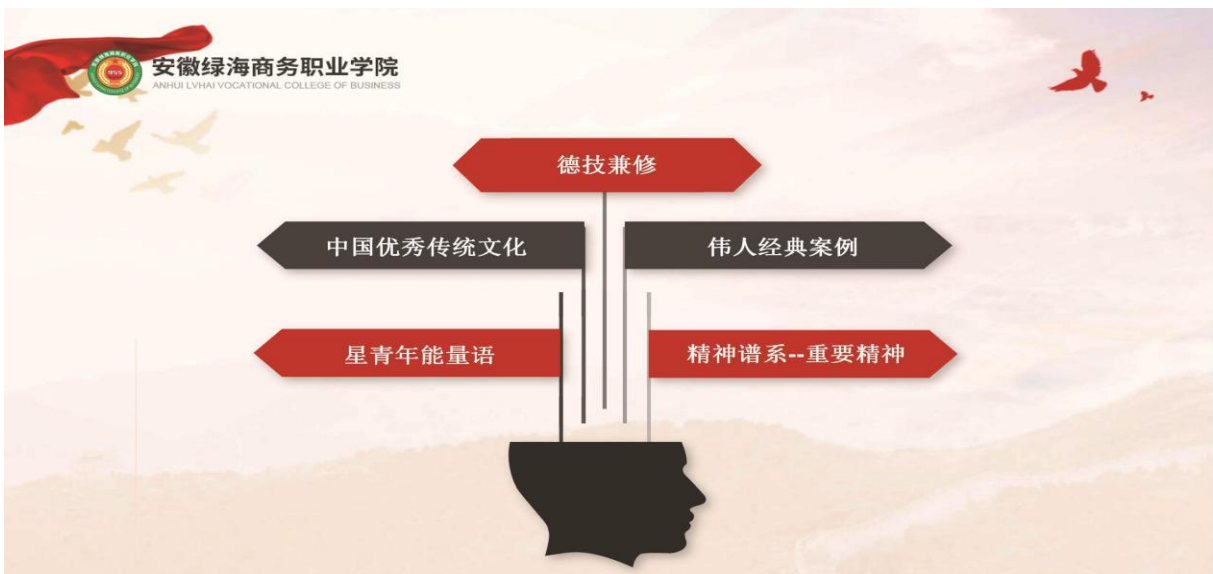 安徽绿海商务职业学院
ANHUI LVHAI VOCATIONAL COLLEGE OF BUSINESS
德技兼修
中国优秀传统文化
伟人经典案例
星青年能量语
精神谱系--重要精神